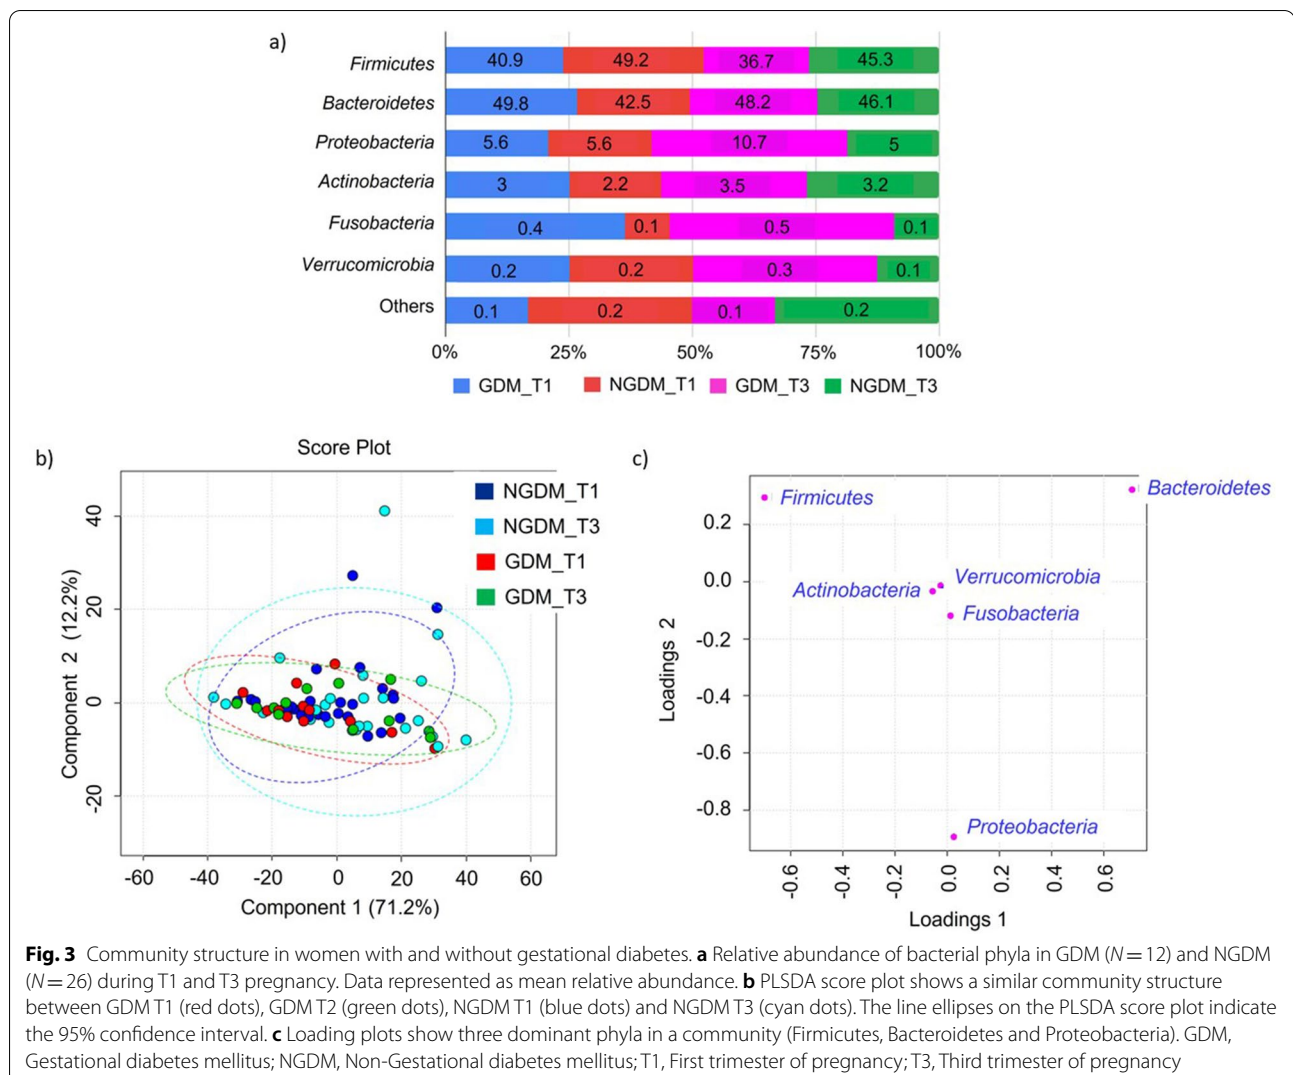 a)
Firmicutes 40.9 49.2 36.7 45.3
Bacteroidetes 49.8 42.5 48.2 46.1
Proteobacteria 5.6 5.6 10.7 5
Actinobacteria 3 2.2 3.5 3.2
Fusobacteria 0.4 0.1 0.5 0.1
Verrucomicrobia 0.2 0.2 0.3 0.1
Others 0.1 0.2 0.1 0.2
0% 25% 50% 75% 100%
GDM_T1 NGDM_T1 GDM_T3 NGDM_T3
b)
Score Plot
NGDM_T1
NGDM_T3
GDM_T1
GDM_T3
Component 2 (12.2%)
40
20
0
-20
-60 -40 -20 0 20 40 60
Component 1 (71.2%)
c)
Firmicutes
Bacteroidetes
Verrucomicrobia
Actinobacteria
Fusobacteria
Proteobacteria
Loadings 2
0.2
0.0
-0.2
-0.4
-0.6
-0.8
-0.6 -0.4 -0.2 0.0 0.2 0.4 0.6
Loadings 1
Fig. 3 Community structure in women with and without gestational diabetes. a Relative abundance of bacterial phyla in GDM (N = 12) and NGDM
(N = 26) during T1 and T3 pregnancy. Data represented as mean relative abundance. b PLSDA score plot shows a similar community structure
between GDM T1 (red dots), GDM T2 (green dots), NGDM T1 (blue dots) and NGDM T3 (cyan dots). The line ellipses on the PLSDA score plot indicate
the 95% confidence interval. c Loading plots show three dominant phyla in a community (Firmicutes, Bacteroidetes and Proteobacteria). GDM,
Gestational diabetes mellitus; NGDM, Non-Gestational diabetes mellitus; T1, First trimester of pregnancy; T3, Third trimester of pregnancy